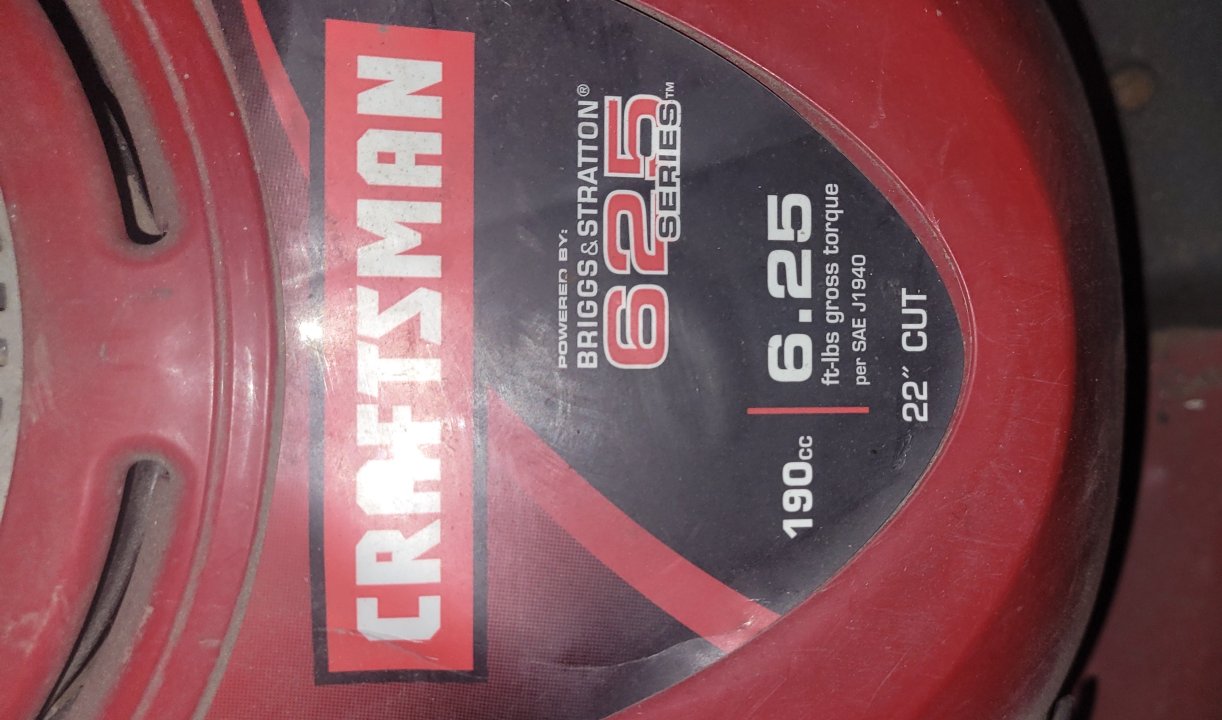 CRAFTSMAN
POWERED BY:
BRIGGS & STRATTON®
625
SERIES™
190cc
6.25
ft-lbs gross torque
per SAE J1940
22" CUT